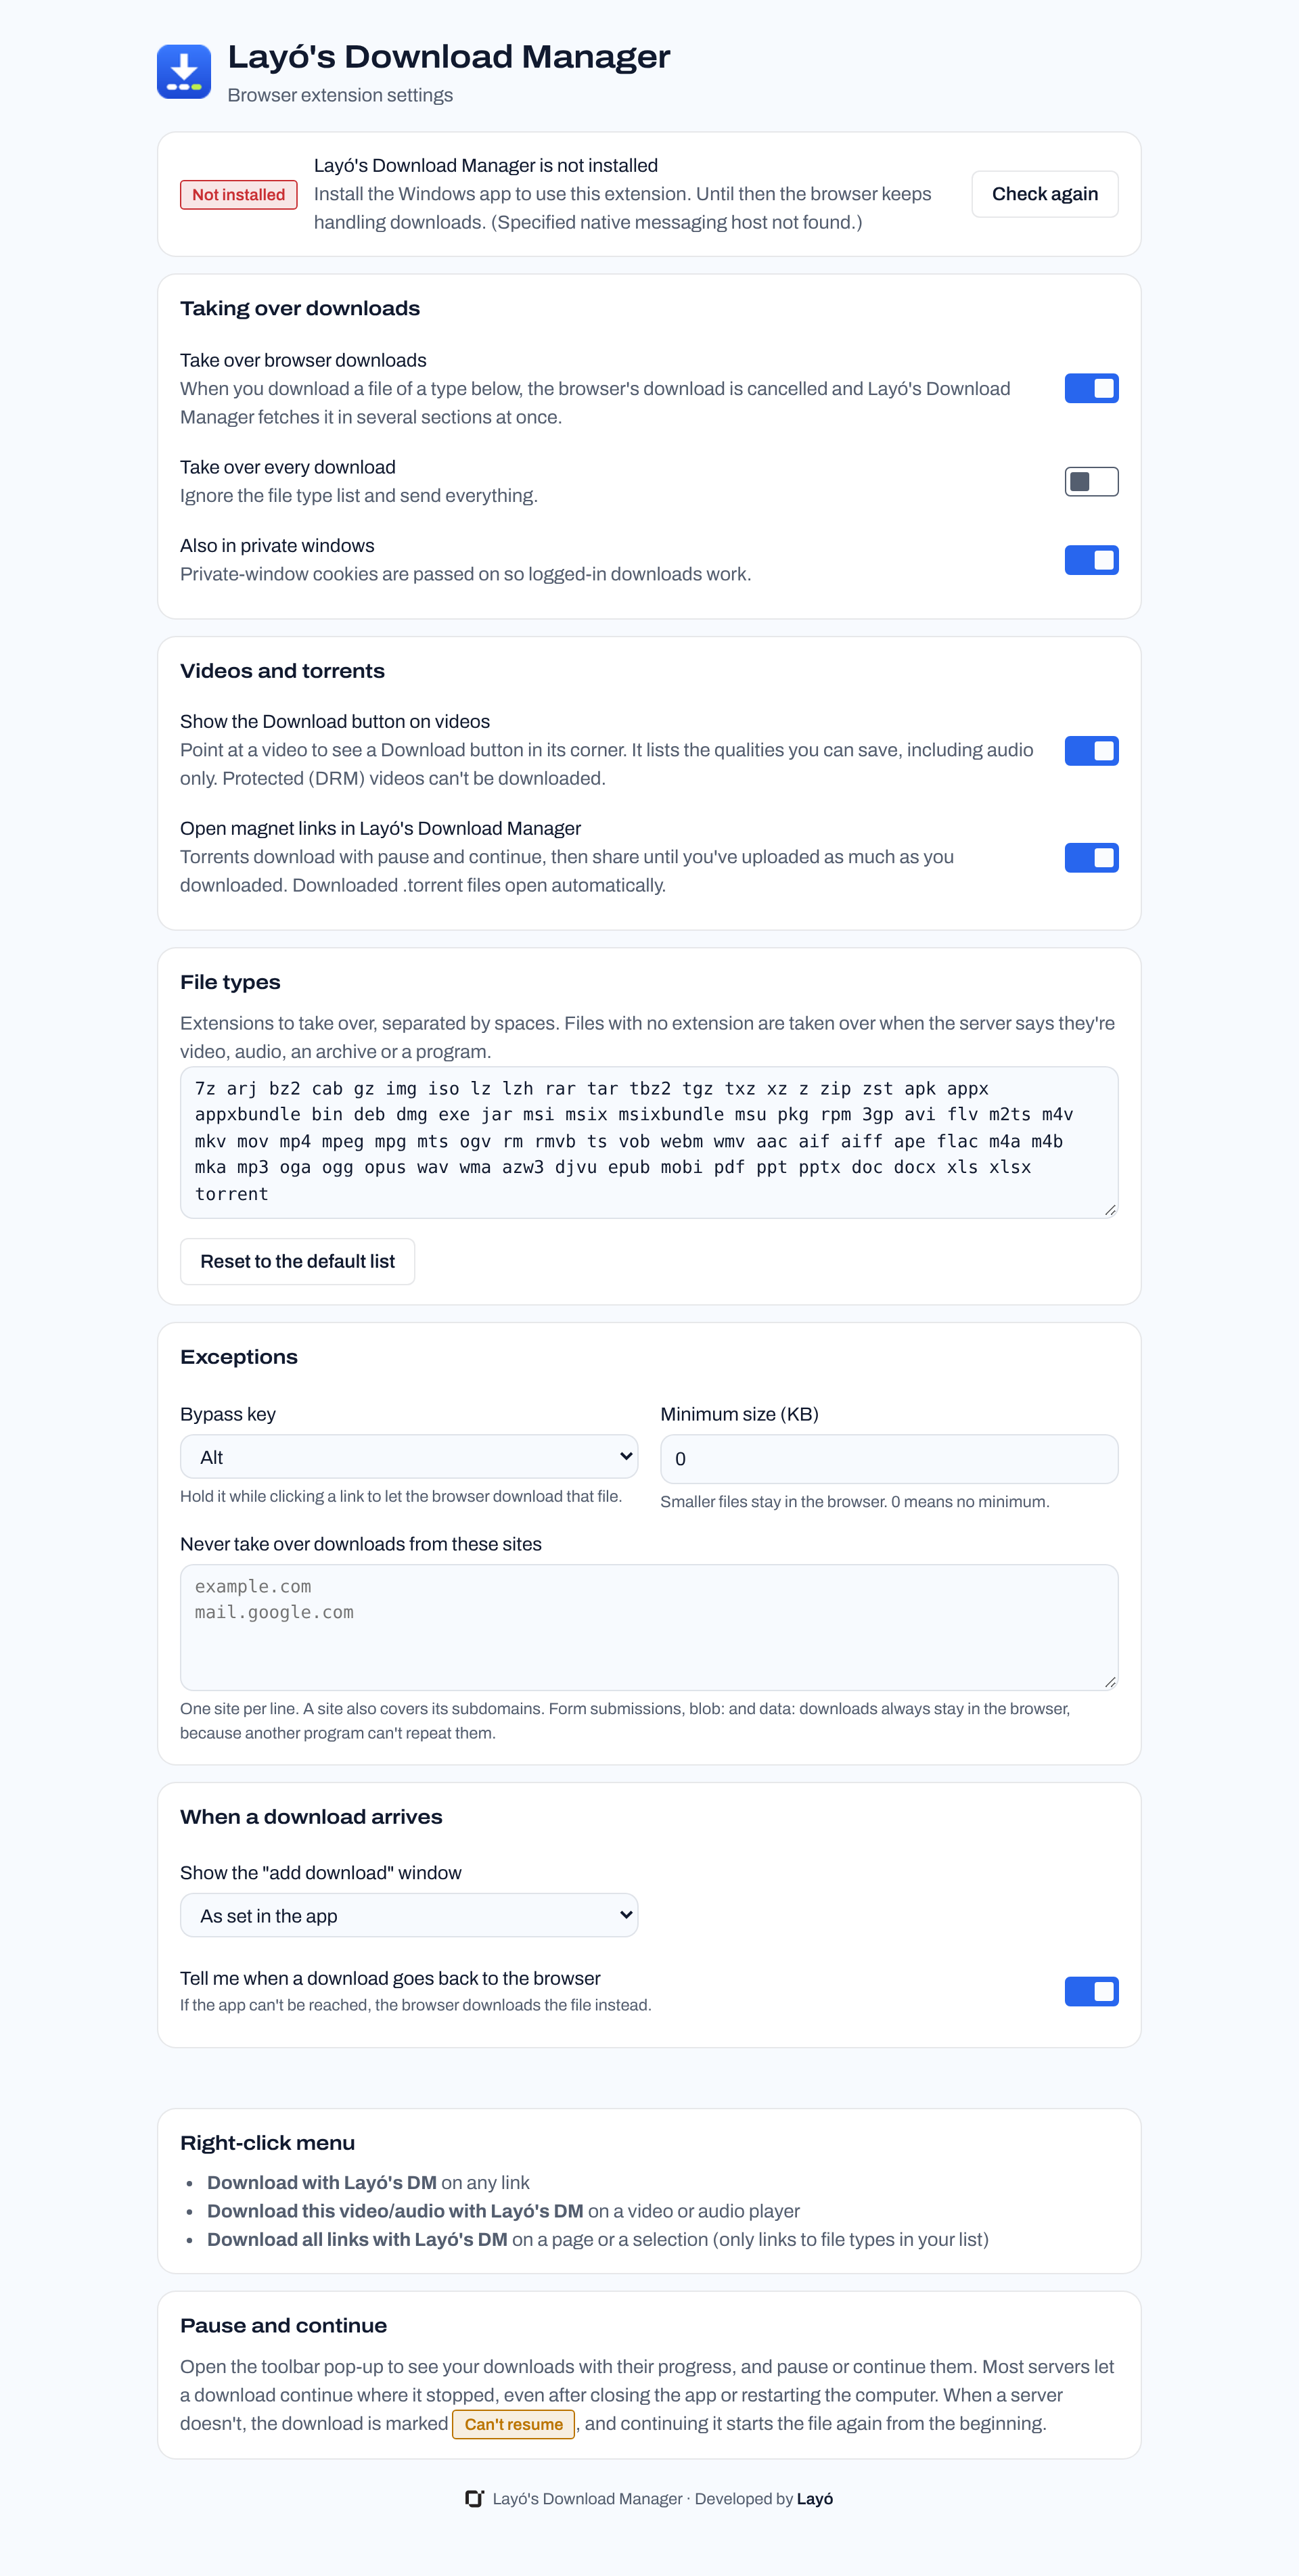 Layó's Download Manager
Browser extension settings
Not installed
Layó's Download Manager is not installed
Install the Windows app to use this extension. Until then the browser keeps
handling downloads. (Specified native messaging host not found.)
Check again
Taking over downloads
Take over browser downloads
When you download a file of a type below, the browser's download is cancelled and Layó's Download
Manager fetches it in several sections at once.
Take over every download
Ignore the file type list and send everything.
Also in private windows
Private-window cookies are passed on so logged-in downloads work.
Videos and torrents
Show the Download button on videos
Point at a video to see a Download button in its corner. It lists the qualities you can save, including audio
only. Protected (DRM) videos can't be downloaded.
Open magnet links in Layó's Download Manager
Torrents download with pause and continue, then share until you've uploaded as much as you
downloaded. Downloaded .torrent files open automatically.
File types
Extensions to take over, separated by spaces. Files with no extension are taken over when the server says they're
video, audio, an archive or a program.
7z arj bz2 cab gz img iso lz lzh rar tar tbz2 tgz txz xz z zip zst apk appx
appxbundle bin deb dmg exe jar msi msix msixbundle msu pkg rpm 3gp avi flv m2ts m4v
mkv mov mp4 mpeg mpg mts ogv rm rmvb ts vob webm wmv aac aif aiff ape flac m4a m4b
mka mp3 oga ogg opus wav wma azw3 djvu epub mobi pdf ppt pptx doc docx xls xlsx
torrent
Reset to the default list
Exceptions
Bypass key
Alt
Hold it while clicking a link to let the browser download that file.
Minimum size (KB)
0
Smaller files stay in the browser. 0 means no minimum.
Never take over downloads from these sites
example.com
mail.google.com
One site per line. A site also covers its subdomains. Form submissions, blob: and data: downloads always stay in the browser,
because another program can't repeat them.
When a download arrives
Show the "add download" window
As set in the app
Tell me when a download goes back to the browser
If the app can't be reached, the browser downloads the file instead.
Right-click menu
• Download with Layó's DM on any link
• Download this video/audio with Layó's DM on a video or audio player
• Download all links with Layó's DM on a page or a selection (only links to file types in your list)
Pause and continue
Open the toolbar pop-up to see your downloads with their progress, and pause or continue them. Most servers let
a download continue where it stopped, even after closing the app or restarting the computer. When a server
doesn't, the download is marked Can't resume, and continuing it starts the file again from the beginning.
Layó's Download Manager · Developed by Layó